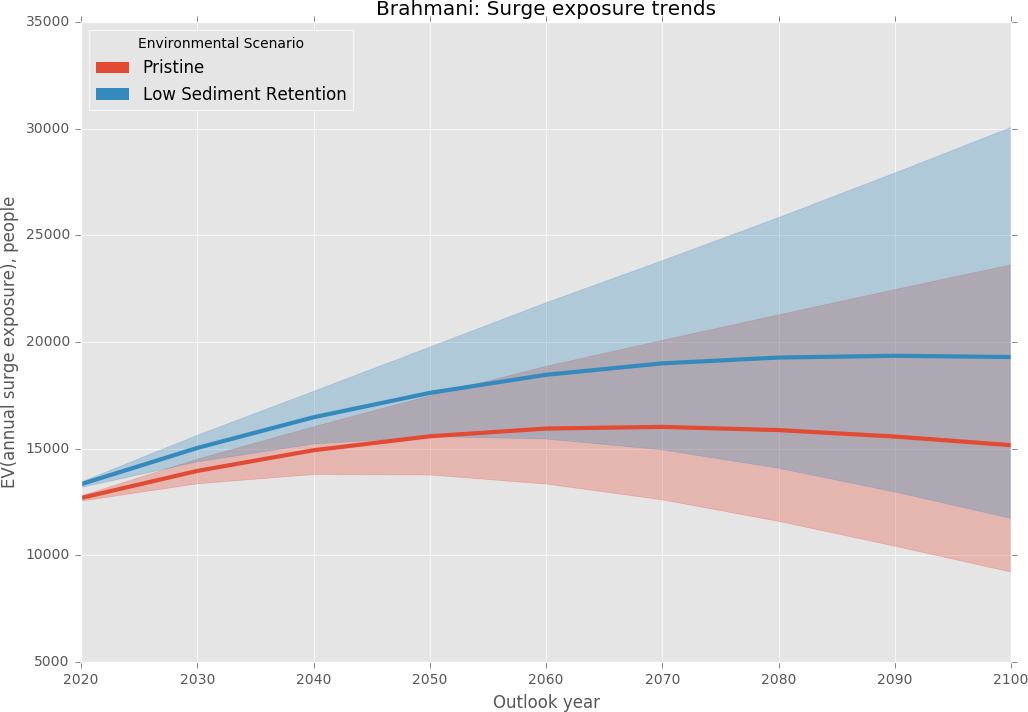 Brahmani: Surge exposure trends
Environmental Scenario
Pristine
Low Sediment Retention
EV(annual surge exposure), people
35000
30000
25000
20000
15000
10000
5000
2020 2030 2040 2050 2060 2070 2080 2090 2100
Outlook year